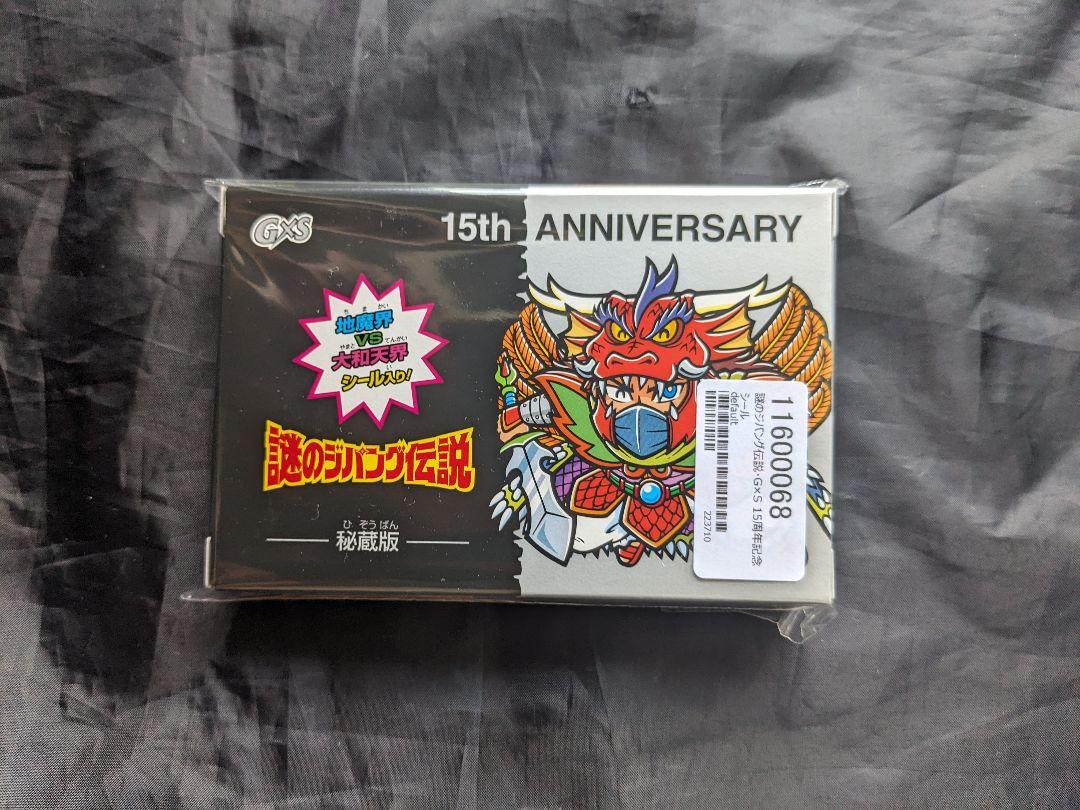 GXS
15th ANNIVERSARY
ち ま かい
地魔界
VS
やまと てんかい
大和天界
い
シール入り!
謎のジパング伝説
ひ ぞう ばん
秘蔵版
11600068
謎のジパング伝説・G×S 15周年記念
シール
default
223710